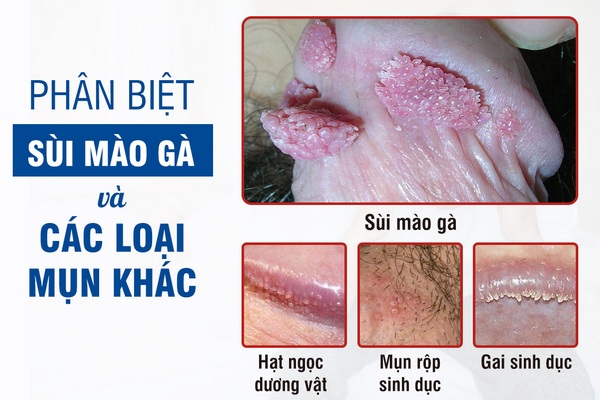 PHÂN BIỆT
SÙI MÀO GÀ
và
CÁC LOẠI
MỤN KHÁC
Sùi mào gà
Hạt ngọc
dương vật
Mụn rộp
sinh dục
Gai sinh dục